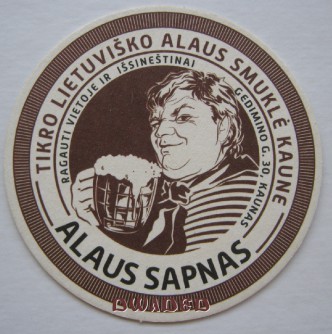 TIKRO LIETUVIŠKO ALAUS SMUKLĖ KAUNE
RAGAUTI VIETOJE IR IŠSINEŠTINAI
GEDIMINO G. 30, KAUNAS
ALAUS SAPNAS